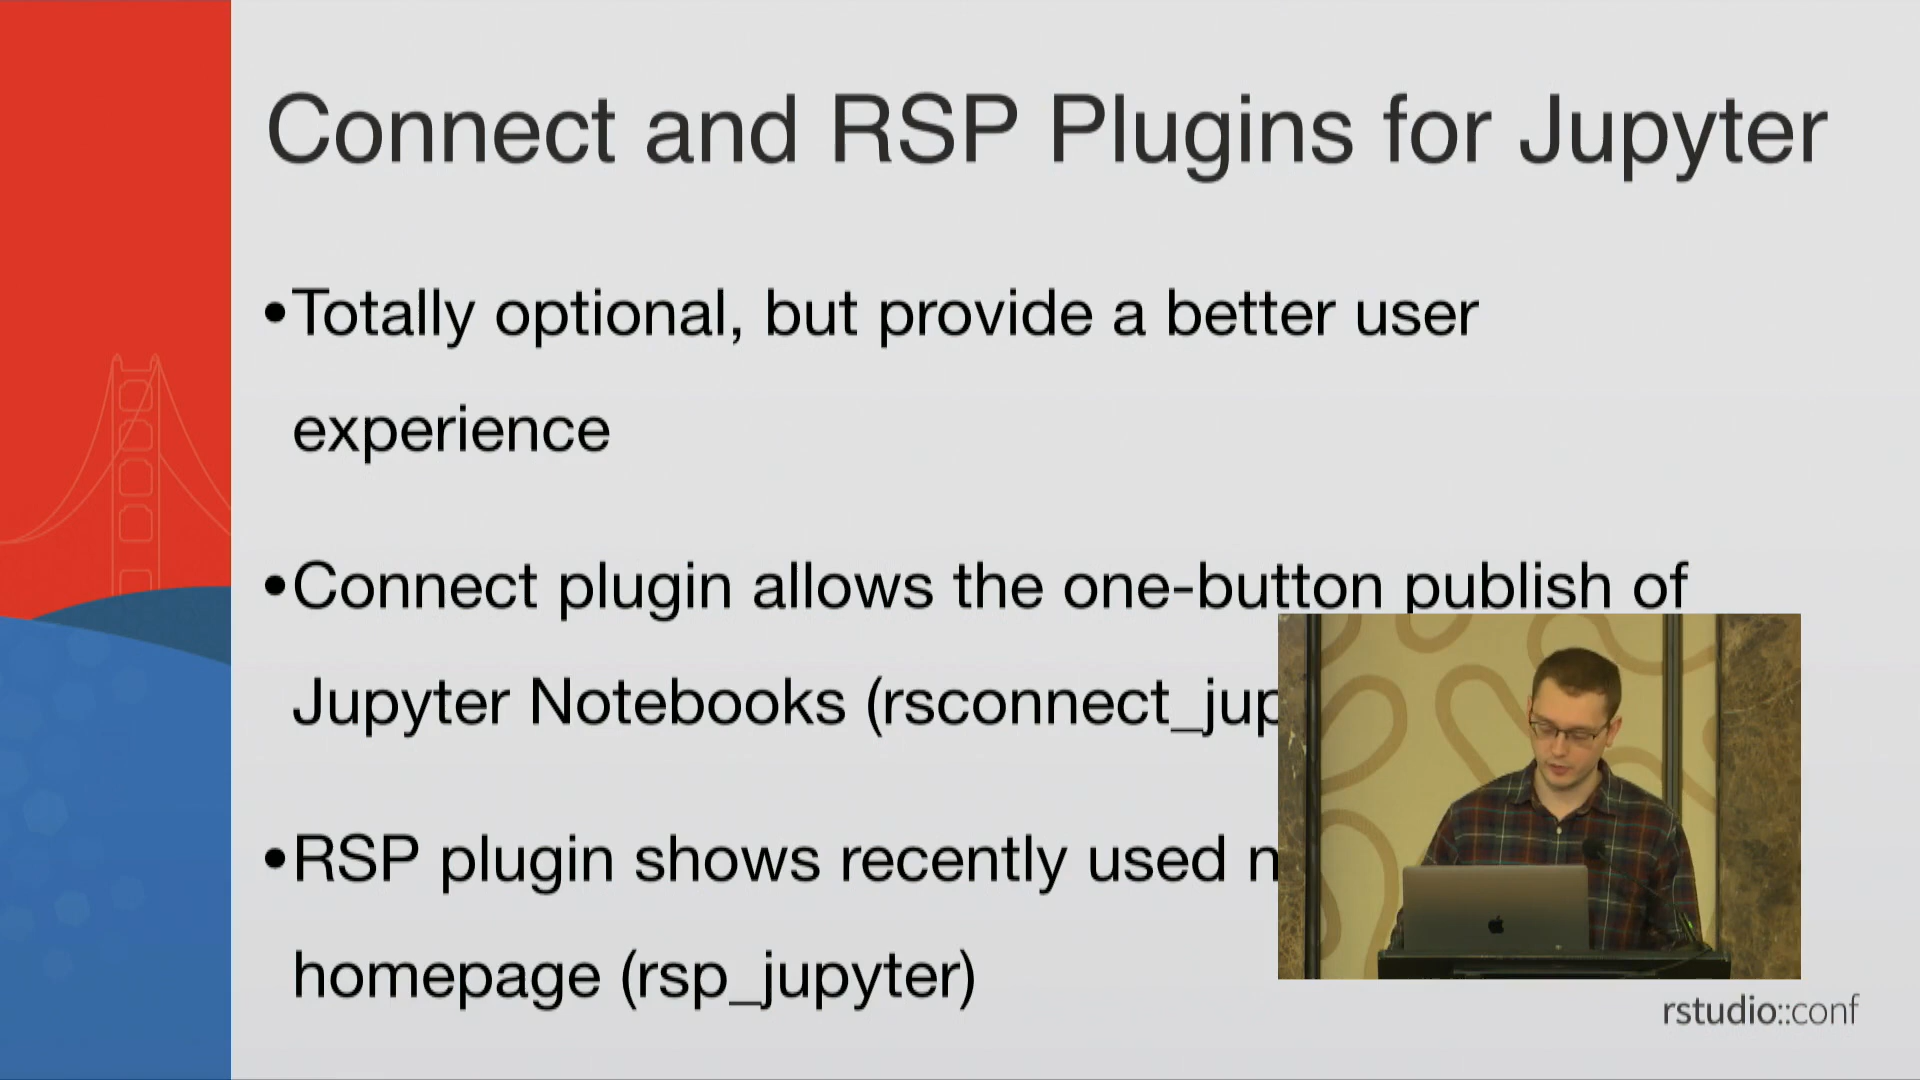 Connect and RSP Plugins for Jupyter
•Totally optional, but provide a better user
experience
•Connect plugin allows the one-button publish of
Jupyter Notebooks
•RSP plugin shows recently used
homepage (rsp_jupyter)
rstudio::conf